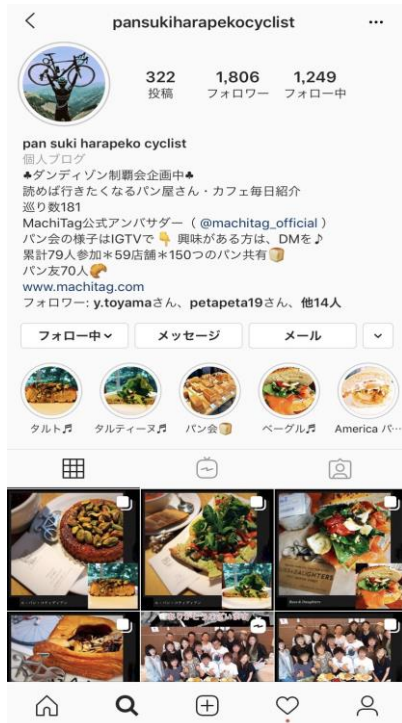 pansukiharapekocyclist
322 1,806 1,249
投稿 フォロワー フォロー中
pan suki harapeko cyclist
個人ブログ
♣ダンディゾン制覇会企画中♣
読めば行きたくなるパン屋さん・カフェ毎日紹介
巡り数181
MachiTag公式アンバサダー（ @machitag_official ）
パン会の様子はIGTVで👇 興味がある方は、DMを♪
累計79人参加＊59店舗＊150つのパン共有🍞
パン友70人🥐
www.machitag.com
フォロワー: y.toyamaさん、petapeta19さん、他14人
フォロー中 メッセージ メール
タルト♬ タルティーヌ♬ パン会🍞 ベーグル♬ America パ…